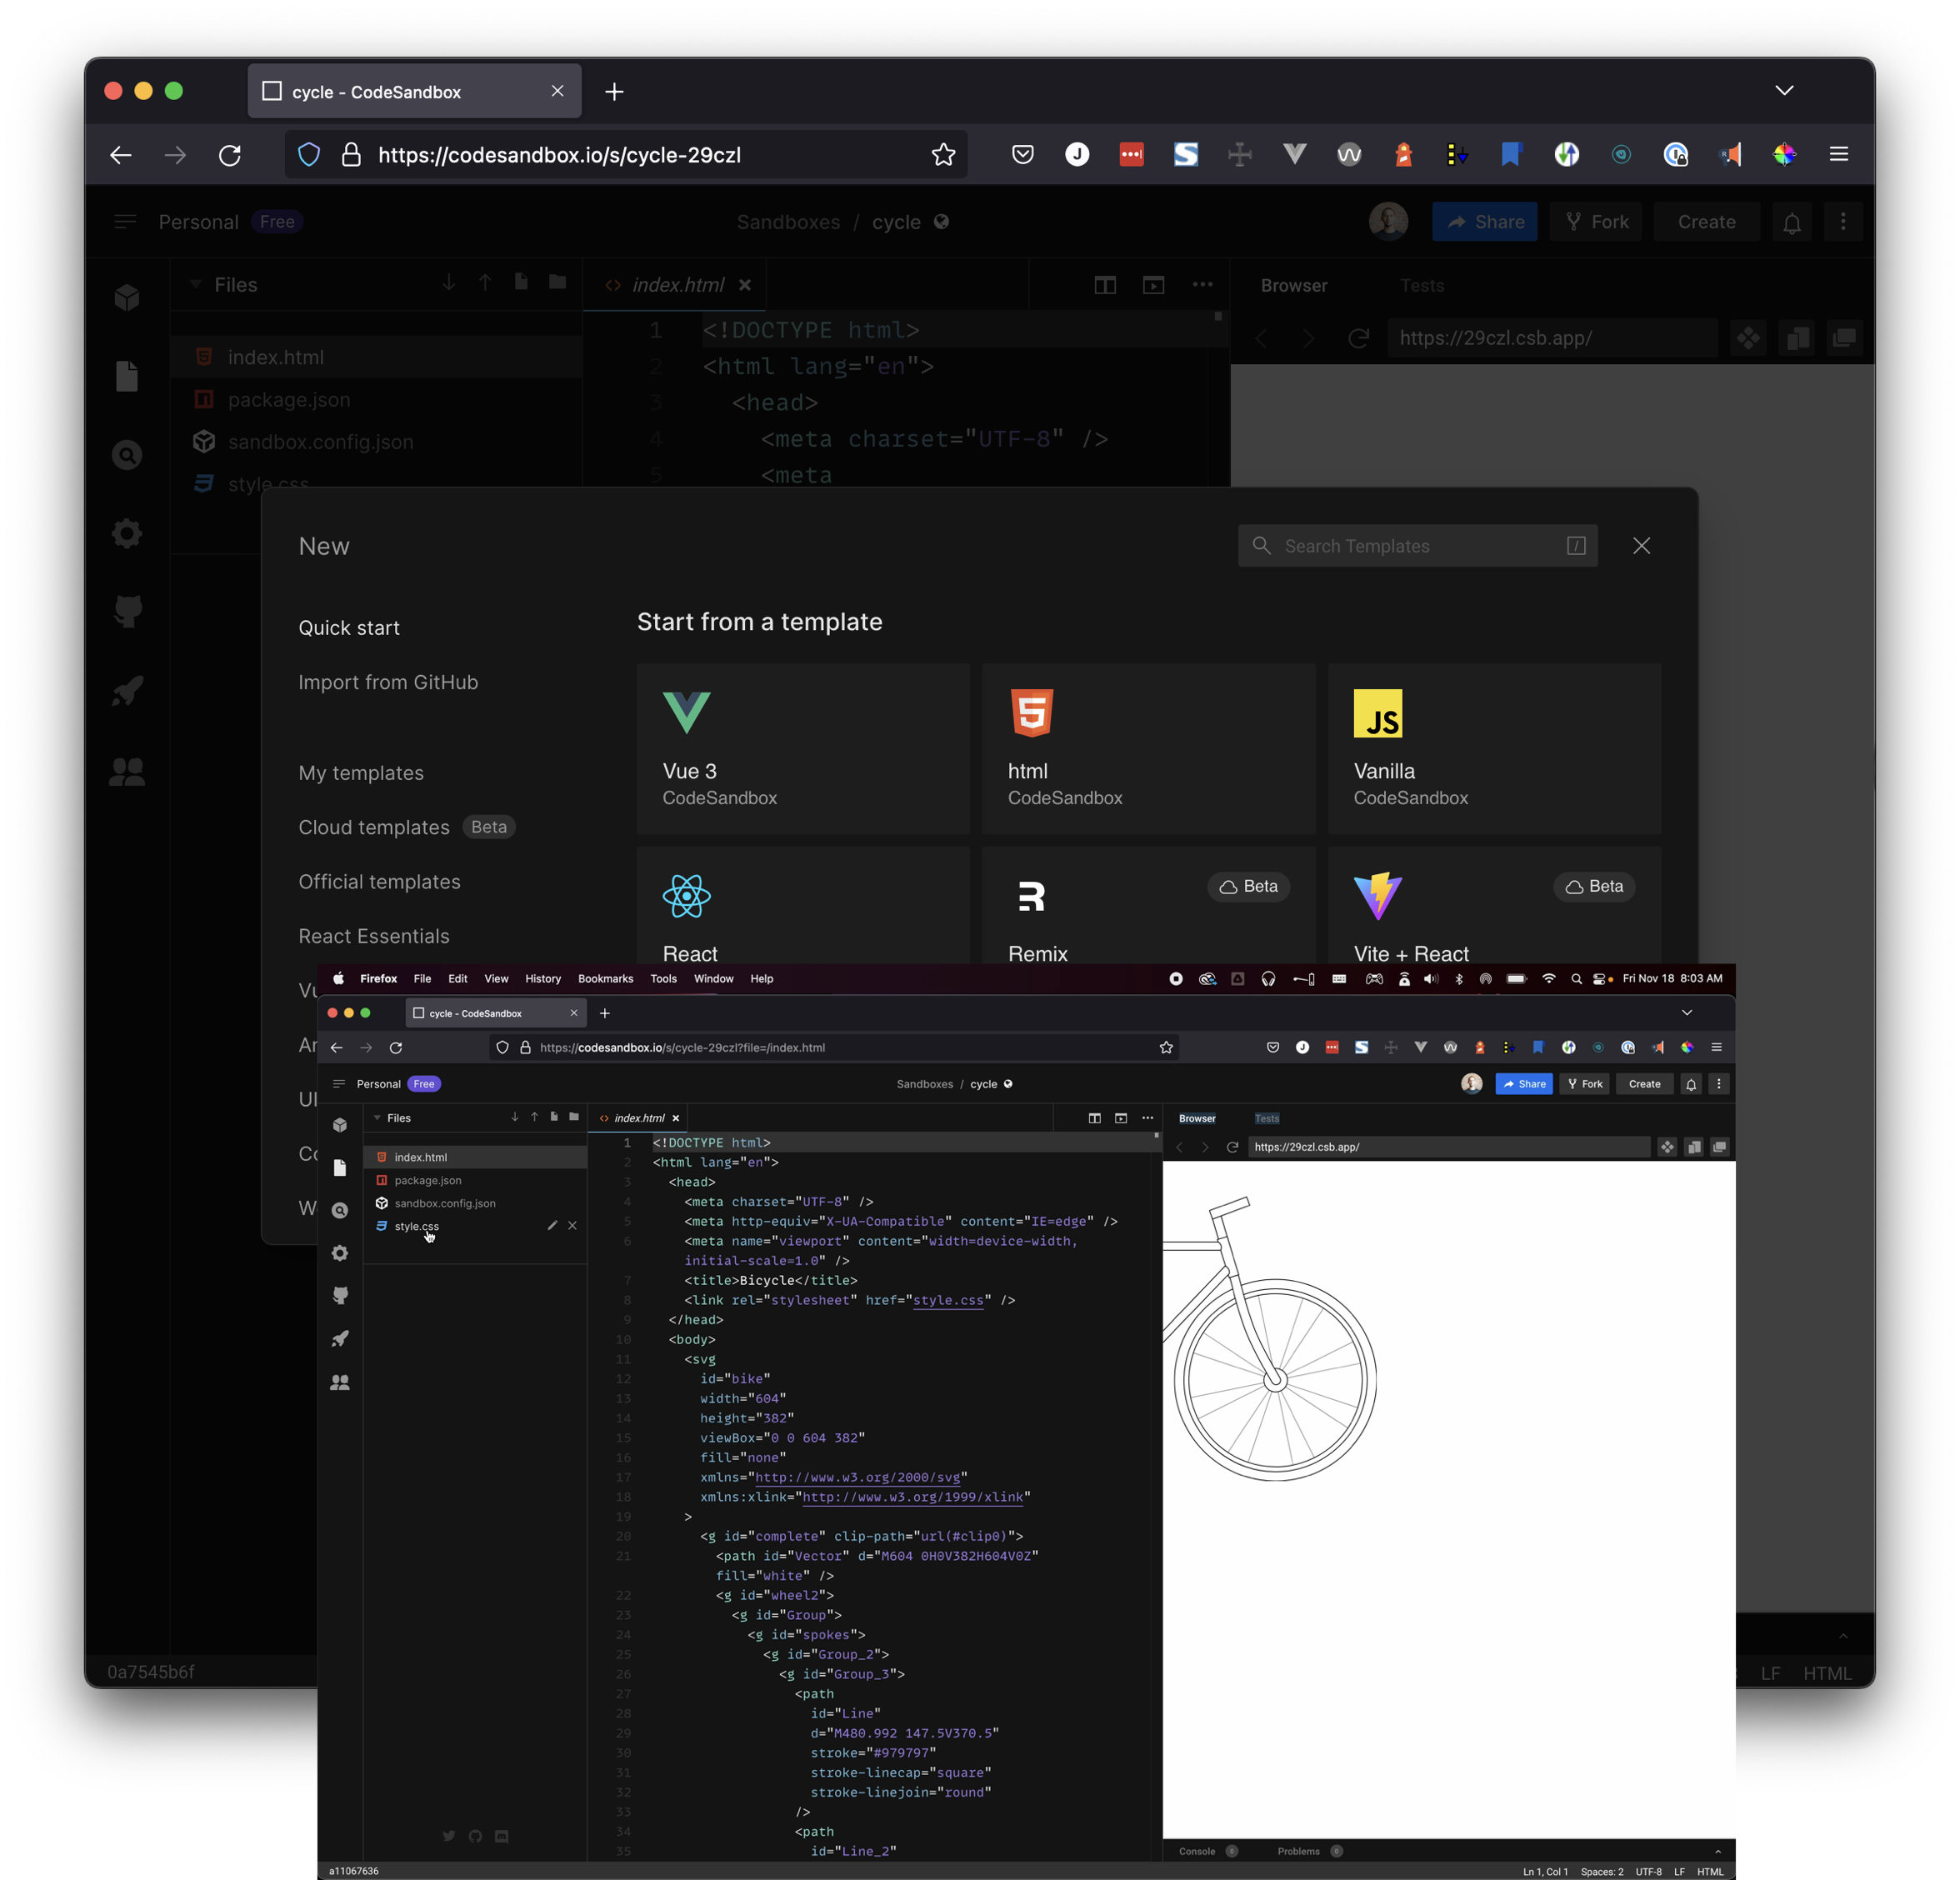 cycle - CodeSandbox
https://codesandbox.io/s/cycle-29czl
Personal Free
Sandboxes / cycle
Share Fork Create
Files
index.html
package.json
sandbox.config.json
style.css
index.html
1 <!DOCTYPE html>
2 <html lang="en">
3 <head>
4 <meta charset="UTF-8" />
5 <meta
Browser Tests
https://29czl.csb.app/
New
Search Templates /
Quick start
Import from GitHub
My templates
Cloud templates Beta
Official templates
React Essentials
Start from a template
Vue 3
CodeSandbox
html
CodeSandbox
JS
Vanilla
CodeSandbox
React
Beta
Remix
Beta
Vite + React
0a7545b6f
LF HTML
Firefox File Edit View History Bookmarks Tools Window Help
Fri Nov 18 8:03 AM
cycle - CodeSandbox
https://codesandbox.io/s/cycle-29czl?file=/index.html
Personal Free
Sandboxes / cycle
Share Fork Create
Files
index.html
package.json
sandbox.config.json
style.css
index.html
1 <!DOCTYPE html>
2 <html lang="en">
3 <head>
4 <meta charset="UTF-8" />
5 <meta http-equiv="X-UA-Compatible" content="IE=edge" />
6 <meta name="viewport" content="width=device-width,
initial-scale=1.0" />
7 <title>Bicycle</title>
8 <link rel="stylesheet" href="style.css" />
9 </head>
10 <body>
11 <svg
12 id="bike"
13 width="604"
14 height="382"
15 viewBox="0 0 604 382"
16 fill="none"
17 xmlns="http://www.w3.org/2000/svg"
18 xmlns:xlink="http://www.w3.org/1999/xlink"
19 >
20 <g id="complete" clip-path="url(#clip0)">
21 <path id="Vector" d="M604 0H0V382H604V0Z"
fill="white" />
22 <g id="wheel2">
23 <g id="Group">
24 <g id="spokes">
25 <g id="Group_2">
26 <g id="Group_3">
27 <path
28 id="Line"
29 d="M480.992 147.5V370.5"
30 stroke="#979797"
31 stroke-linecap="square"
32 stroke-linejoin="round"
33 />
34 <path
35 id="Line_2"
Browser Tests
https://29czl.csb.app/
Console 0 Problems 0
a11067636
Ln 1, Col 1 Spaces: 2 UTF-8 LF HTML